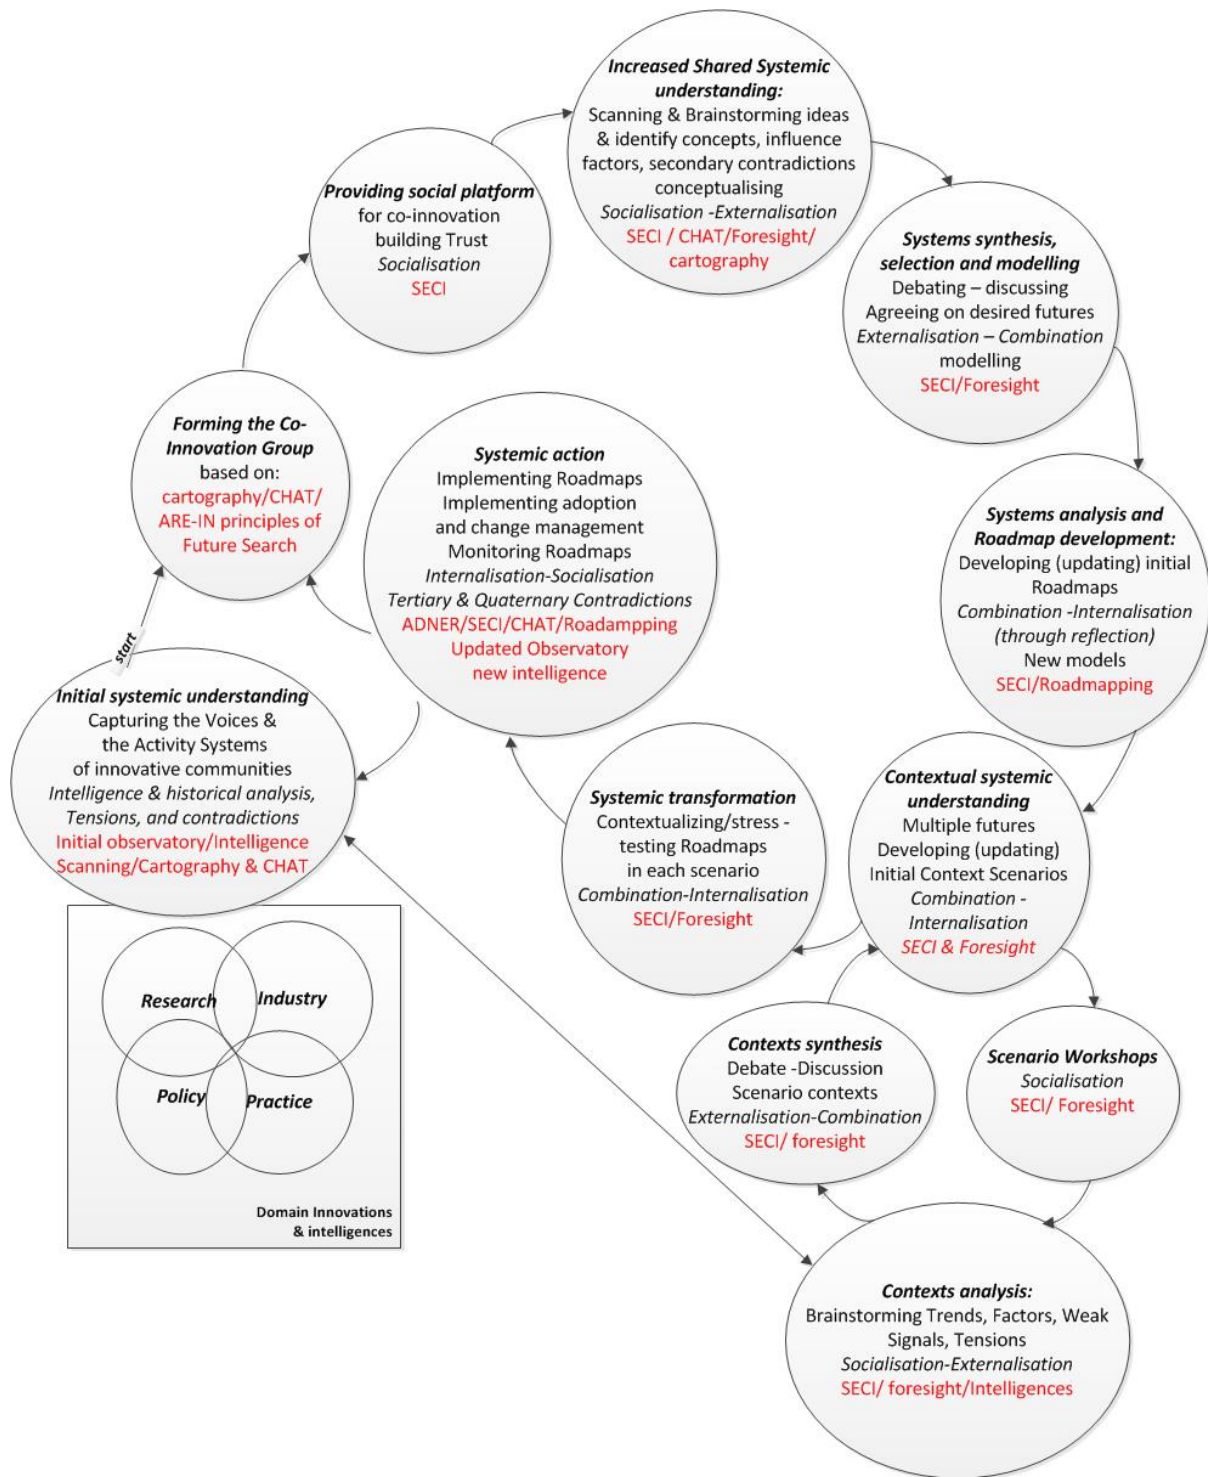 Increased Shared Systemic
understanding:
Scanning & Brainstorming ideas
& identify concepts, influence
factors, secondary contradictions
conceptualising
Socialisation -Externalisation
SECI / CHAT/Foresight/
cartography
Providing social platform
for co-innovation
building Trust
Socialisation
SECI
Systems synthesis,
selection and modelling
Debating – discussing
Agreeing on desired futures
Externalisation – Combination
modelling
SECI/Foresight
Forming the Co-
Innovation Group
based on:
cartography/CHAT/
ARE-IN principles of
Future Search
Systemic action
Implementing Roadmaps
Implementing adoption
and change management
Monitoring Roadmaps
Internalisation-Socialisation
Tertiary & Quaternary Contradictions
ADNER/SECI/CHAT/Roadampping
Updated Observatory
new intelligence
Systems analysis and
Roadmap development:
Developing (updating) initial
Roadmaps
Combination -Internalisation
(through reflection)
New models
SECI/Roadmapping
start
Initial systemic understanding
Capturing the Voices &
the Activity Systems
of innovative communities
Intelligence & historical analysis,
Tensions, and contradictions
Initial observatory/Intelligence
Scanning/Cartography & CHAT
Systemic transformation
Contextualizing/stress -
testing Roadmaps
in each scenario
Combination-Internalisation
SECI/Foresight
Contextual systemic
understanding
Multiple futures
Developing (updating)
Initial Context Scenarios
Combination -
Internalisation
SECI & Foresight
Research
Industry
Policy
Practice
Domain Innovations
& intelligences
Contexts synthesis
Debate -Discussion
Scenario contexts
Externalisation-Combination
SECI/ foresight
Scenario Workshops
Socialisation
SECI/ Foresight
Contexts analysis:
Brainstorming Trends, Factors, Weak
Signals, Tensions
Socialisation-Externalisation
SECI/ foresight/Intelligences